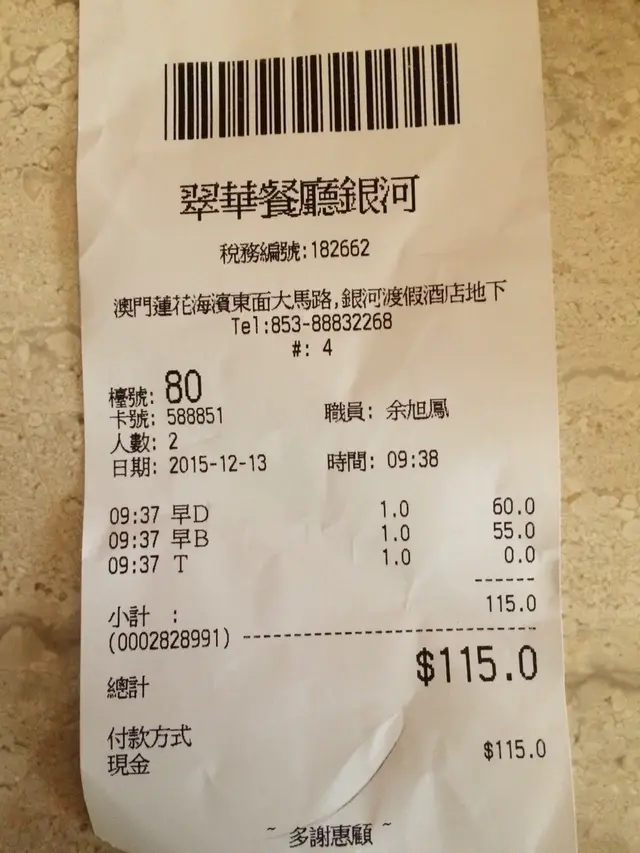 翠華餐廳銀河
稅務編號:182662
澳門蓮花海濱東面大馬路,銀河渡假酒店地下
Tel:853-88832268
#: 4
檯號: 80
卡號: 588851 職員: 余旭鳳
人數: 2
日期: 2015-12-13 時間: 09:38
09:37 早D 1.0 60.0
09:37 早B 1.0 55.0
09:37 T 1.0 0.0
------
小計 : 115.0
(0002828991) ------------------------------
總計 $115.0
付款方式
現金 $115.0
~ 多謝惠顧 ~